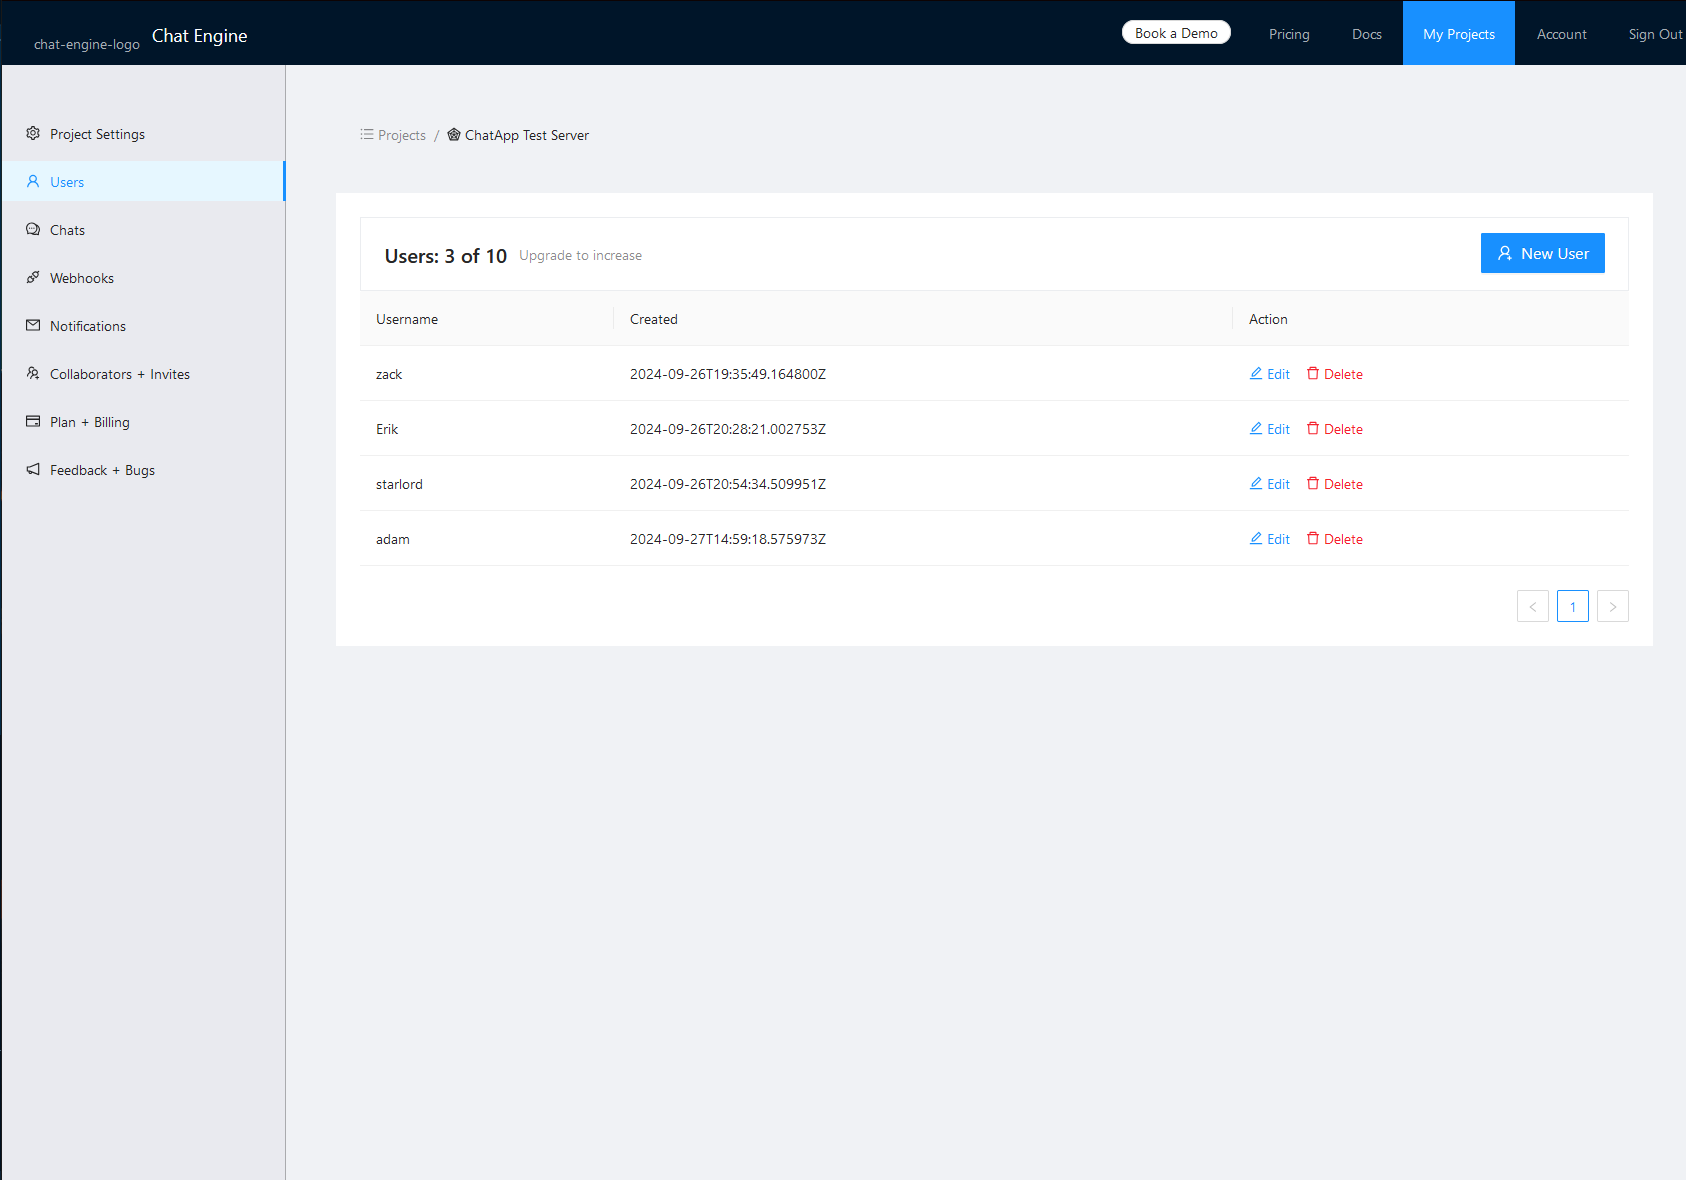 chat-engine-logo Chat Engine Book a Demo Pricing Docs My Projects Account Sign Out
Project Settings
Users
Chats
Webhooks
Notifications
Collaborators + Invites
Plan + Billing
Feedback + Bugs
Projects / ChatApp Test Server
Users: 3 of 10 Upgrade to increase New User
Username Created Action
zack 2024-09-26T19:35:49.164800Z Edit Delete
Erik 2024-09-26T20:28:21.002753Z Edit Delete
starlord 2024-09-26T20:54:34.509951Z Edit Delete
adam 2024-09-27T14:59:18.575973Z Edit Delete
< 1 >